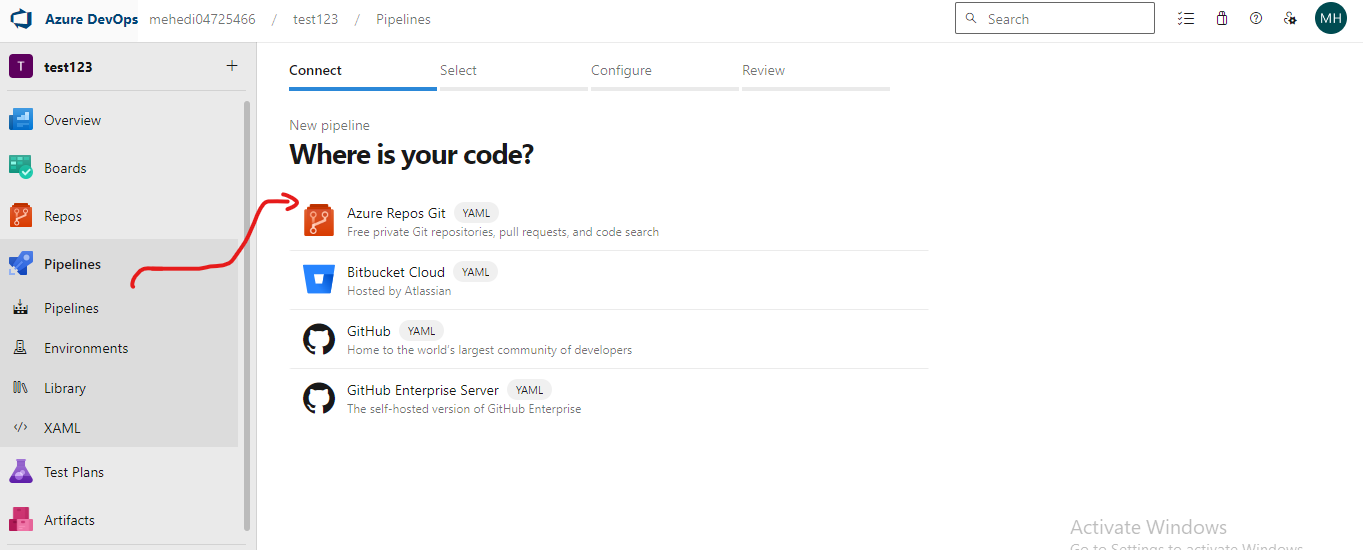 Azure DevOps mehedi04725466 / test123 / Pipelines Search MH
T test123 +
Overview
Boards
Repos
Pipelines
Pipelines
Environments
Library
XAML
Test Plans
Artifacts
Connect Select Configure Review
New pipeline
Where is your code?
Azure Repos Git YAML
Free private Git repositories, pull requests, and code search
Bitbucket Cloud YAML
Hosted by Atlassian
GitHub YAML
Home to the world's largest community of developers
GitHub Enterprise Server YAML
The self-hosted version of GitHub Enterprise
Activate Windows
Go to Settings to activate Windows.